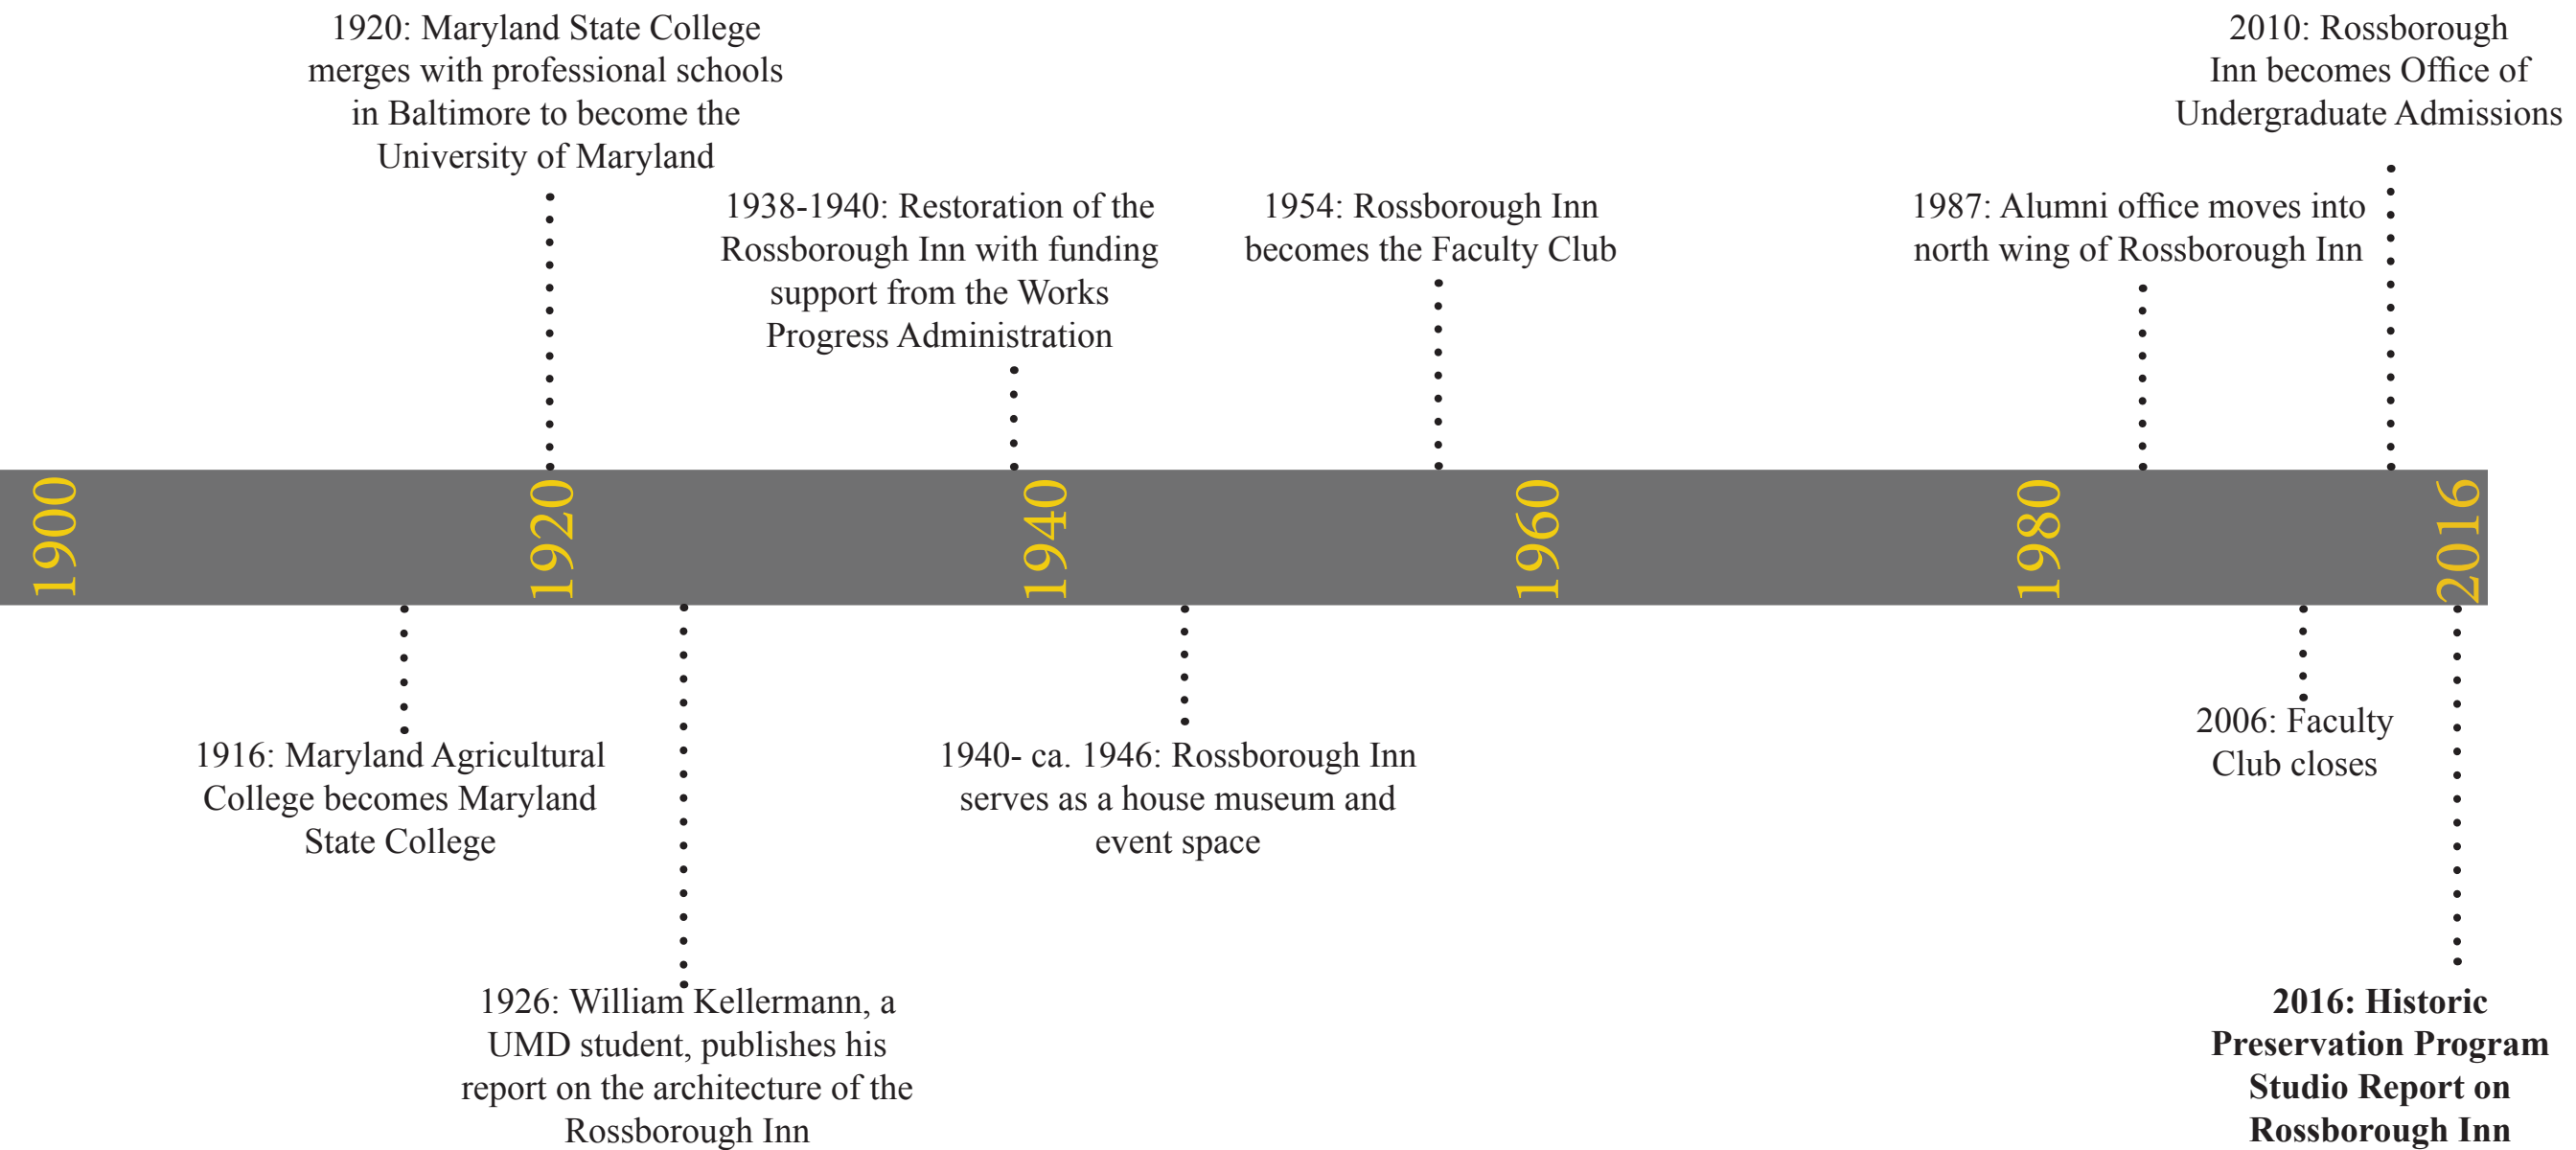 1920: Maryland State College
merges with professional schools
in Baltimore to become the
University of Maryland
1938-1940: Restoration of the
Rossborough Inn with funding
support from the Works
Progress Administration
1954: Rossborough Inn
becomes the Faculty Club
1987: Alumni office moves into
north wing of Rossborough Inn
2010: Rossborough
Inn becomes Office of
Undergraduate Admissions
1900
1920
1940
1960
1980
2016
1916: Maryland Agricultural
College becomes Maryland
State College
1926: William Kellermann, a
UMD student, publishes his
report on the architecture of the
Rossborough Inn
1940- ca. 1946: Rossborough Inn
serves as a house museum and
event space
2006: Faculty
Club closes
2016: Historic
Preservation Program
Studio Report on
Rossborough Inn